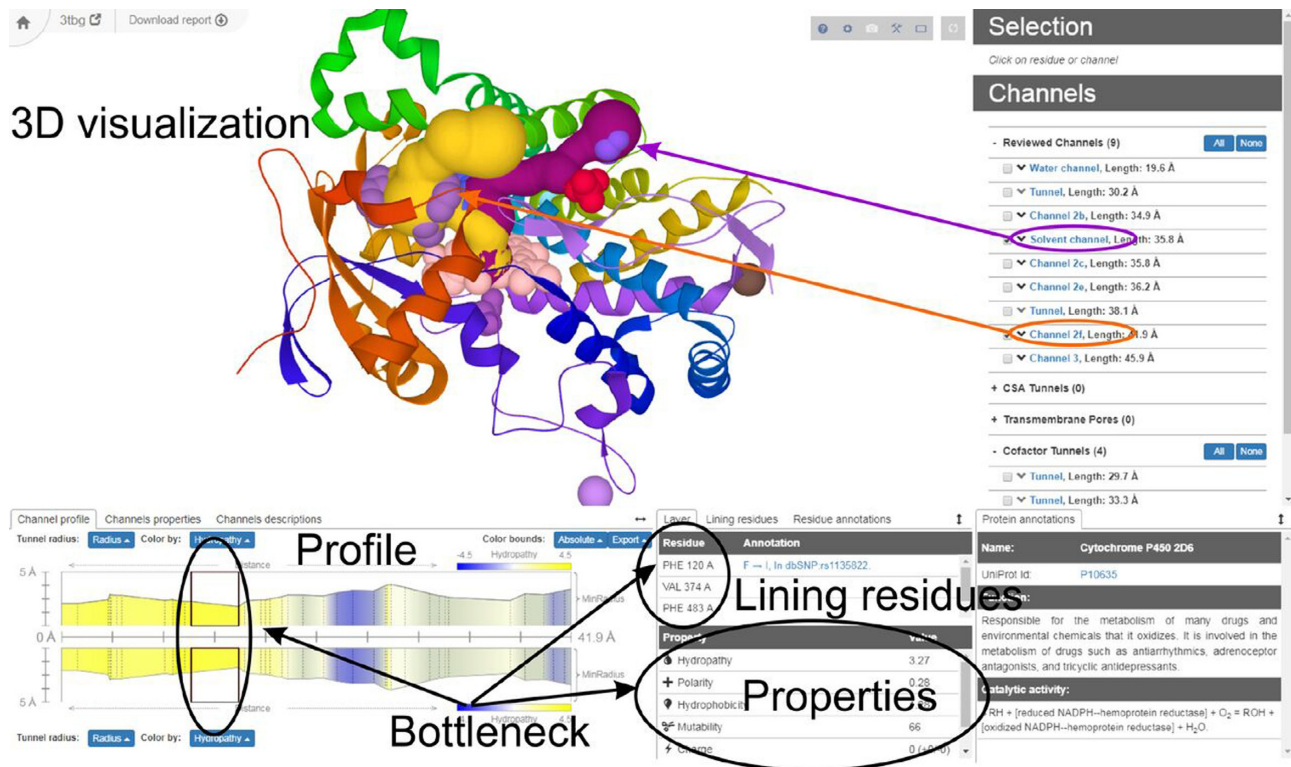 3tbg
Download report
3D visualization
Selection
Click on residue or channel
Channels
- Reviewed Channels (9) All None
Water channel, Length: 19.6 Å
Tunnel, Length: 30.2 Å
Channel 2b, Length: 34.9 Å
Solvent channel, Length: 35.8 Å
Channel 2c, Length: 35.8 Å
Channel 2e, Length: 36.2 Å
Tunnel, Length: 38.1 Å
Channel 2f, Length: 41.9 Å
Channel 3, Length: 45.9 Å
+ CSA Tunnels (0)
+ Transmembrane Pores (0)
- Cofactor Tunnels (4) All None
Tunnel, Length: 29.7 Å
Tunnel, Length: 33.3 Å
Channel profile Channels properties Channels descriptions
Tunnel radius: Radius Color by: Hydropathy
Profile
Color bounds: Absolute Export
-4.5 Hydropathy 4.5
Distance
5 Å
MinRadius
0 Å 41.9 Å
MinRadius
5 Å
Distance
Hydropathy 4.5
Bottleneck
Tunnel radius: Radius Color by: Hydropathy
Layer Lining residues Residue annotations
Residue Annotation
PHE 120 A F → I, In dbSNP:rs1135822.
VAL 374 A
PHE 483 A
Lining residues
Property Value
Hydropathy 3.27
Polarity 0.28
Hydrophobicity
Mutability 66
Charge
Properties
Protein annotations
Name: Cytochrome P450 2D6
UniProt Id: P10635
Function:
Responsible for the metabolism of many drugs and
environmental chemicals that it oxidizes. It is involved in the
metabolism of drugs such as antiarrhythmics, adrenoceptor
antagonists, and tricyclic antidepressants.
Catalytic activity:
RH + [reduced NADPH--hemoprotein reductase] + O₂ = ROH +
[oxidized NADPH--hemoprotein reductase] + H₂O.